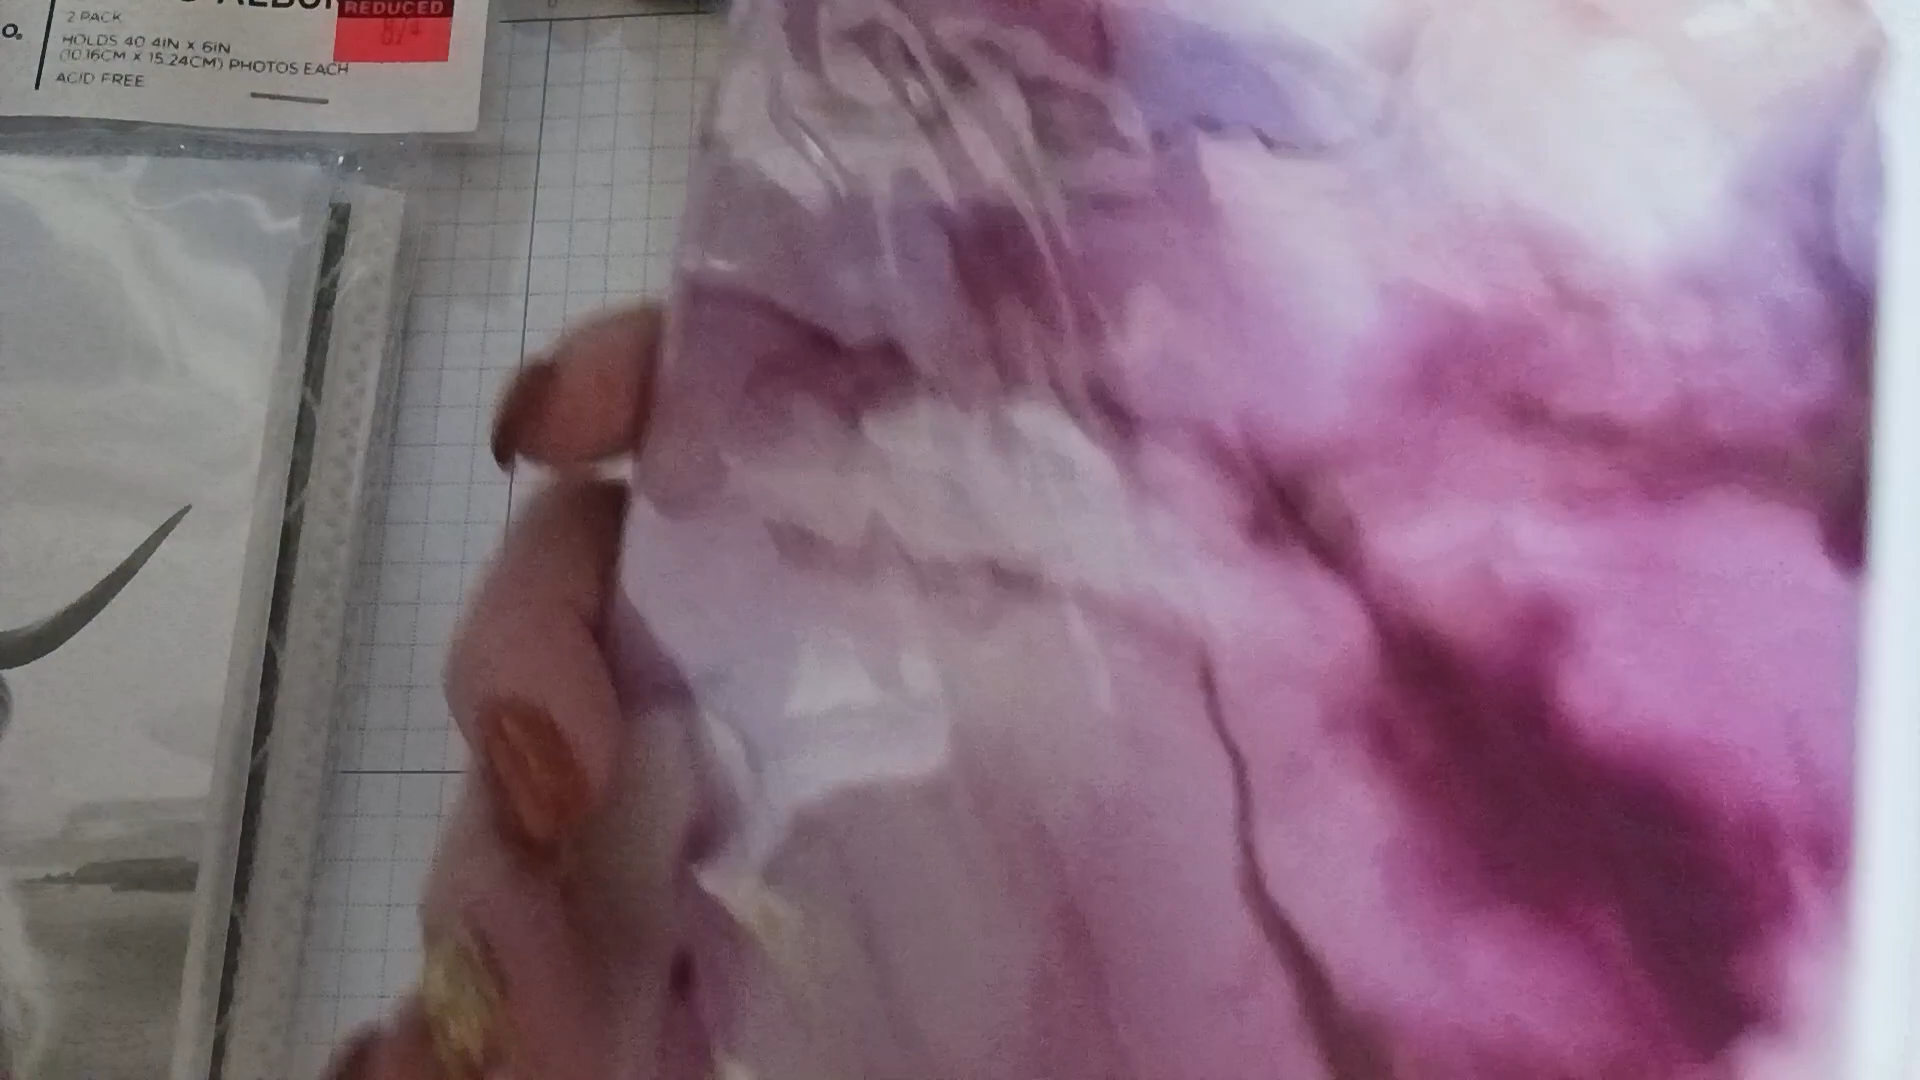 REDUCED
2 PACK
HOLDS 40 4IN X 6IN
(10.16CM X 15.24CM) PHOTOS EACH
ACID FREE